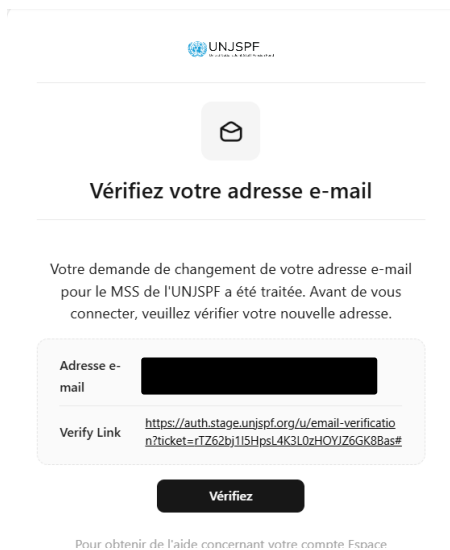 UNJSPF
Vérifiez votre adresse e-mail
Votre demande de changement de votre adresse e-mail
pour le MSS de l'UNJSPF a été traitée. Avant de vous
connecter, veuillez vérifier votre nouvelle adresse.
Adresse e-
mail
Verify Link
https://auth.stage.unjspf.org/u/email-verificatio
n?ticket=rTZ62bj1I5HpsL4K3L0zHOYJZ6GK8Bas#
Vérifiez
Pour obtenir de l'aide concernant votre compte Espace